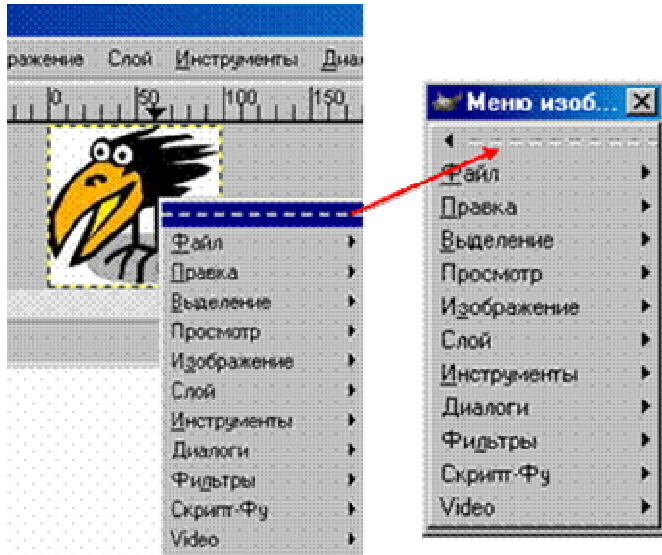 ражение Слой Инструменты Диал
0 50 100 150
Файл
Правка
Выделение
Просмотр
Изображение
Слой
Инструменты
Диалоги
Фильтры
Скрипт-Фу
Video
Меню изоб...
Файл
Правка
Выделение
Просмотр
Изображение
Слой
Инструменты
Диалоги
Фильтры
Скрипт-Фу
Video